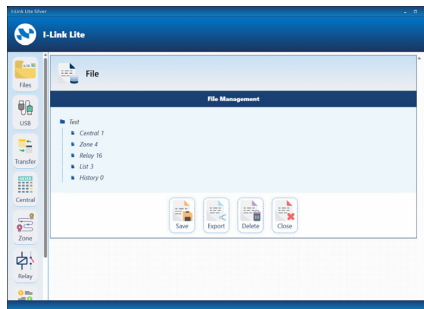 I-Link Lite Silver
I-Link Lite
Files
USB
Transfer
Central
Zone
Relay
File
File Management
Text
Central 1
Zone 4
Relay 16
List 3
History 0
Save
Export
Delete
Close